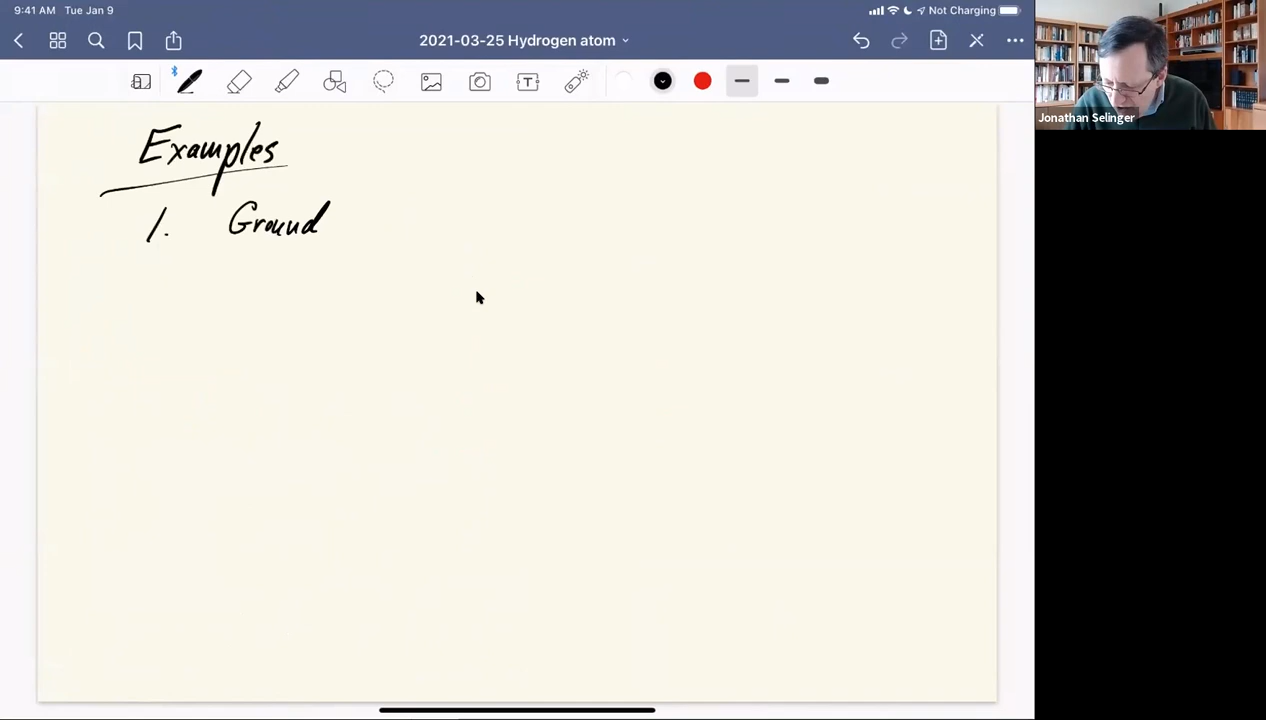 9:41 AM Tue Jan 9
Not Charging
2021-03-25 Hydrogen atom
Jonathan Selinger
Examples
1. Ground